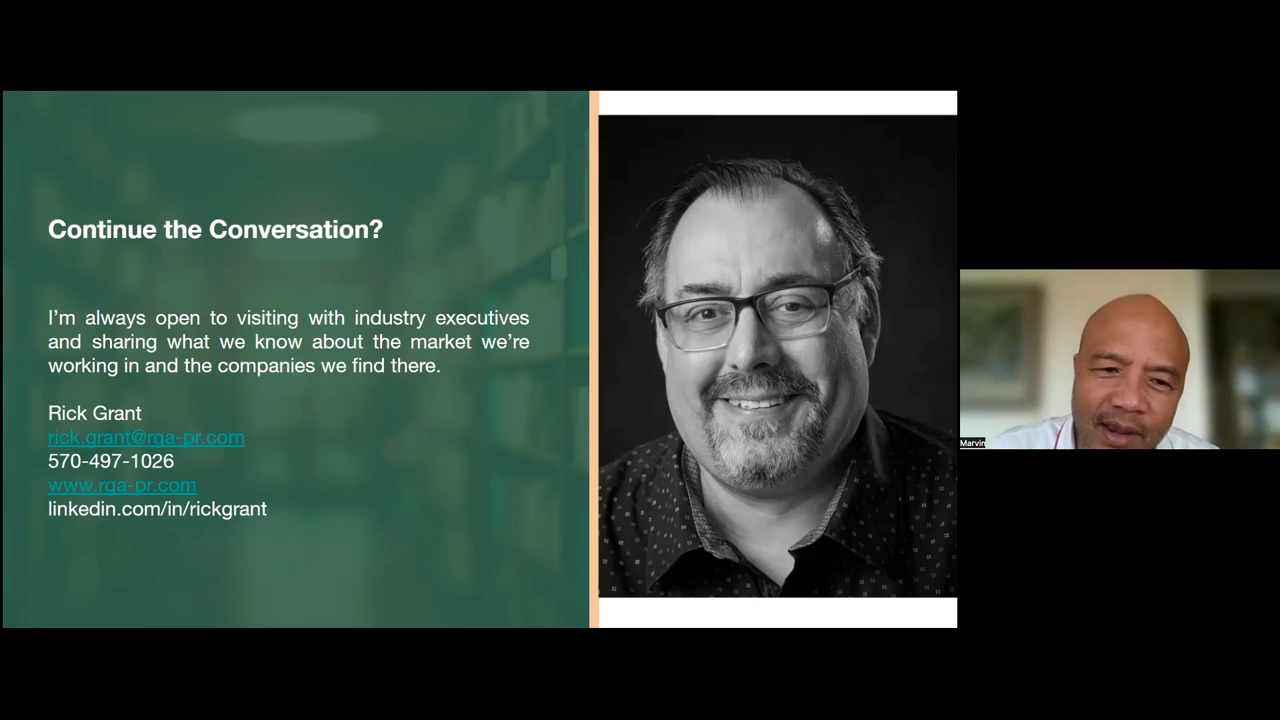 Continue the Conversation?
I'm always open to visiting with industry executives
and sharing what we know about the market we're
working in and the companies we find there.
Rick Grant
rick.grant@rga-pr.com
570-497-1026
www.rga-pr.com
linkedin.com/in/rickgrant
Marvin